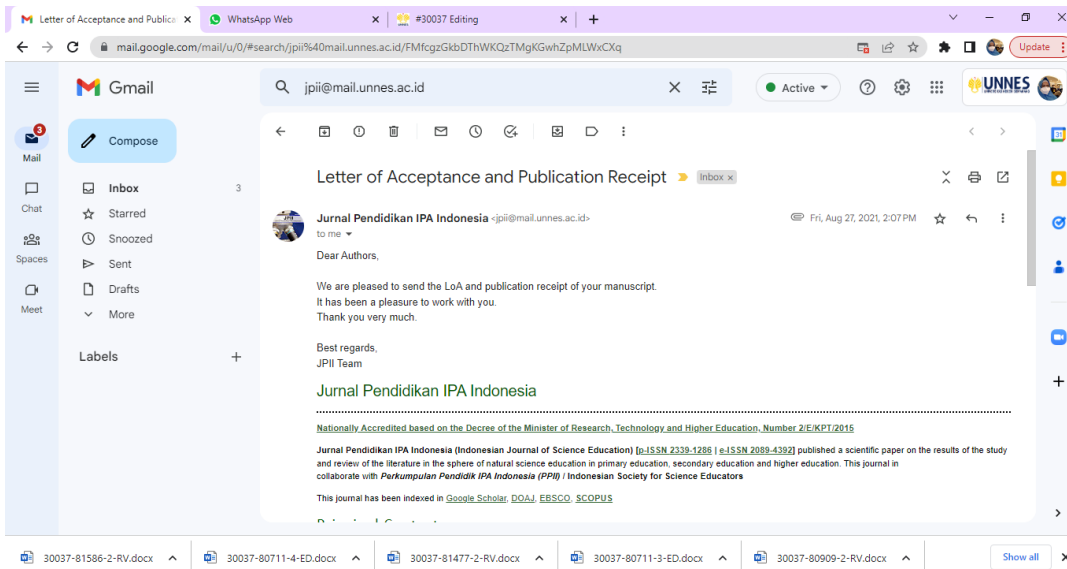 Letter of Acceptance and Publica
WhatsApp Web
#30037 Editing
mail.google.com/mail/u/0/#search/jpii%40mail.unnes.ac.id/FMfcgzGkbDThWKQzTMgKGwhZpMLWxCXq
Update
Gmail
jpii@mail.unnes.ac.id
Active
UNNES
3
Mail
Chat
Spaces
Meet
Compose
Inbox 3
Starred
Snoozed
Sent
Drafts
More
Labels
31
Letter of Acceptance and Publication Receipt
Inbox x
Jurnal Pendidikan IPA Indonesia <jpii@mail.unnes.ac.id>
Fri, Aug 27, 2021, 2:07 PM
to me
Dear Authors,
We are pleased to send the LoA and publication receipt of your manuscript.
It has been a pleasure to work with you.
Thank you very much.
Best regards,
JPII Team
Jurnal Pendidikan IPA Indonesia
Nationally Accredited based on the Decree of the Minister of Research, Technology and Higher Education, Number 2/E/KPT/2015
Jurnal Pendidikan IPA Indonesia (Indonesian Journal of Science Education) [p-ISSN 2339-1286 | e-ISSN 2089-4392] published a scientific paper on the results of the study
and review of the literature in the sphere of natural science education in primary education, secondary education and higher education. This journal in
collaborate with Perkumpulan Pendidik IPA Indonesia (PPII) / Indonesian Society for Science Educators
This journal has been indexed in Google Scholar, DOAJ, EBSCO, SCOPUS
30037-81586-2-RV.docx
30037-80711-4-ED.docx
30037-81477-2-RV.docx
30037-80711-3-ED.docx
30037-80909-2-RV.docx
Show all